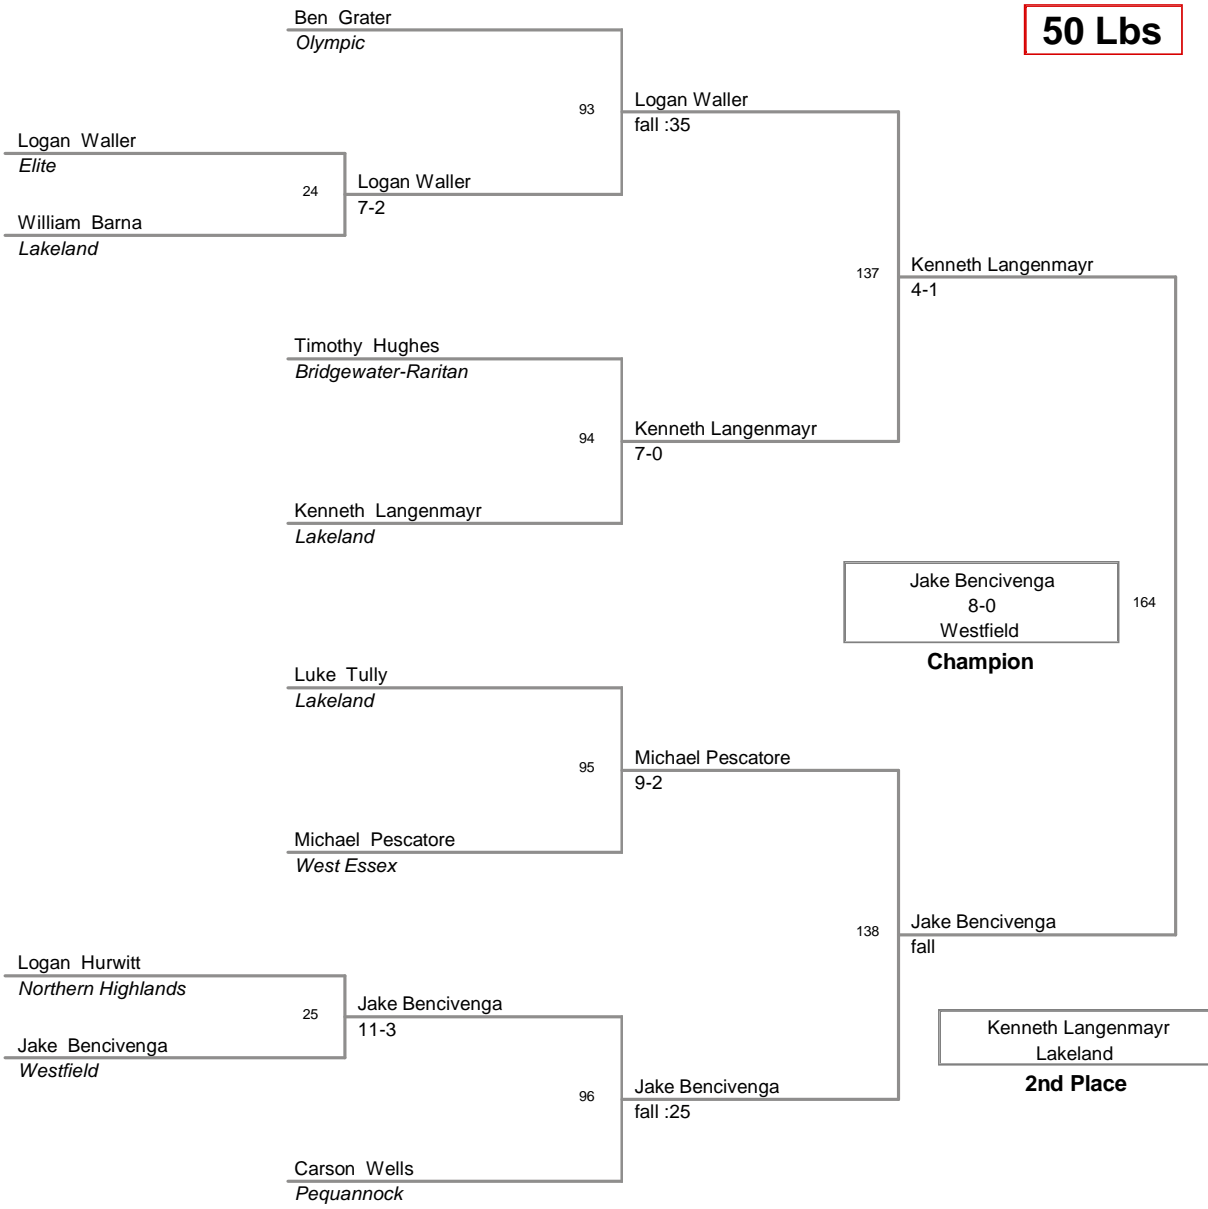 Ben Grater
Olympic
50 Lbs
93
Logan Waller
fall :35
Logan Waller
Elite
24
Logan Waller
7-2
William Barna
Lakeland
137
Kenneth Langenmayr
4-1
Timothy Hughes
Bridgewater-Raritan
94
Kenneth Langenmayr
7-0
Kenneth Langenmayr
Lakeland
Jake Bencivenga
8-0
Westfield
Champion
164
Luke Tully
Lakeland
95
Michael Pescatore
9-2
Michael Pescatore
West Essex
138
Jake Bencivenga
fall
Logan Hurwitt
Northern Highlands
25
Jake Bencivenga
11-3
Jake Bencivenga
Westfield
Kenneth Langenmayr
Lakeland
2nd Place
96
Jake Bencivenga
fall :25
Carson Wells
Pequannock